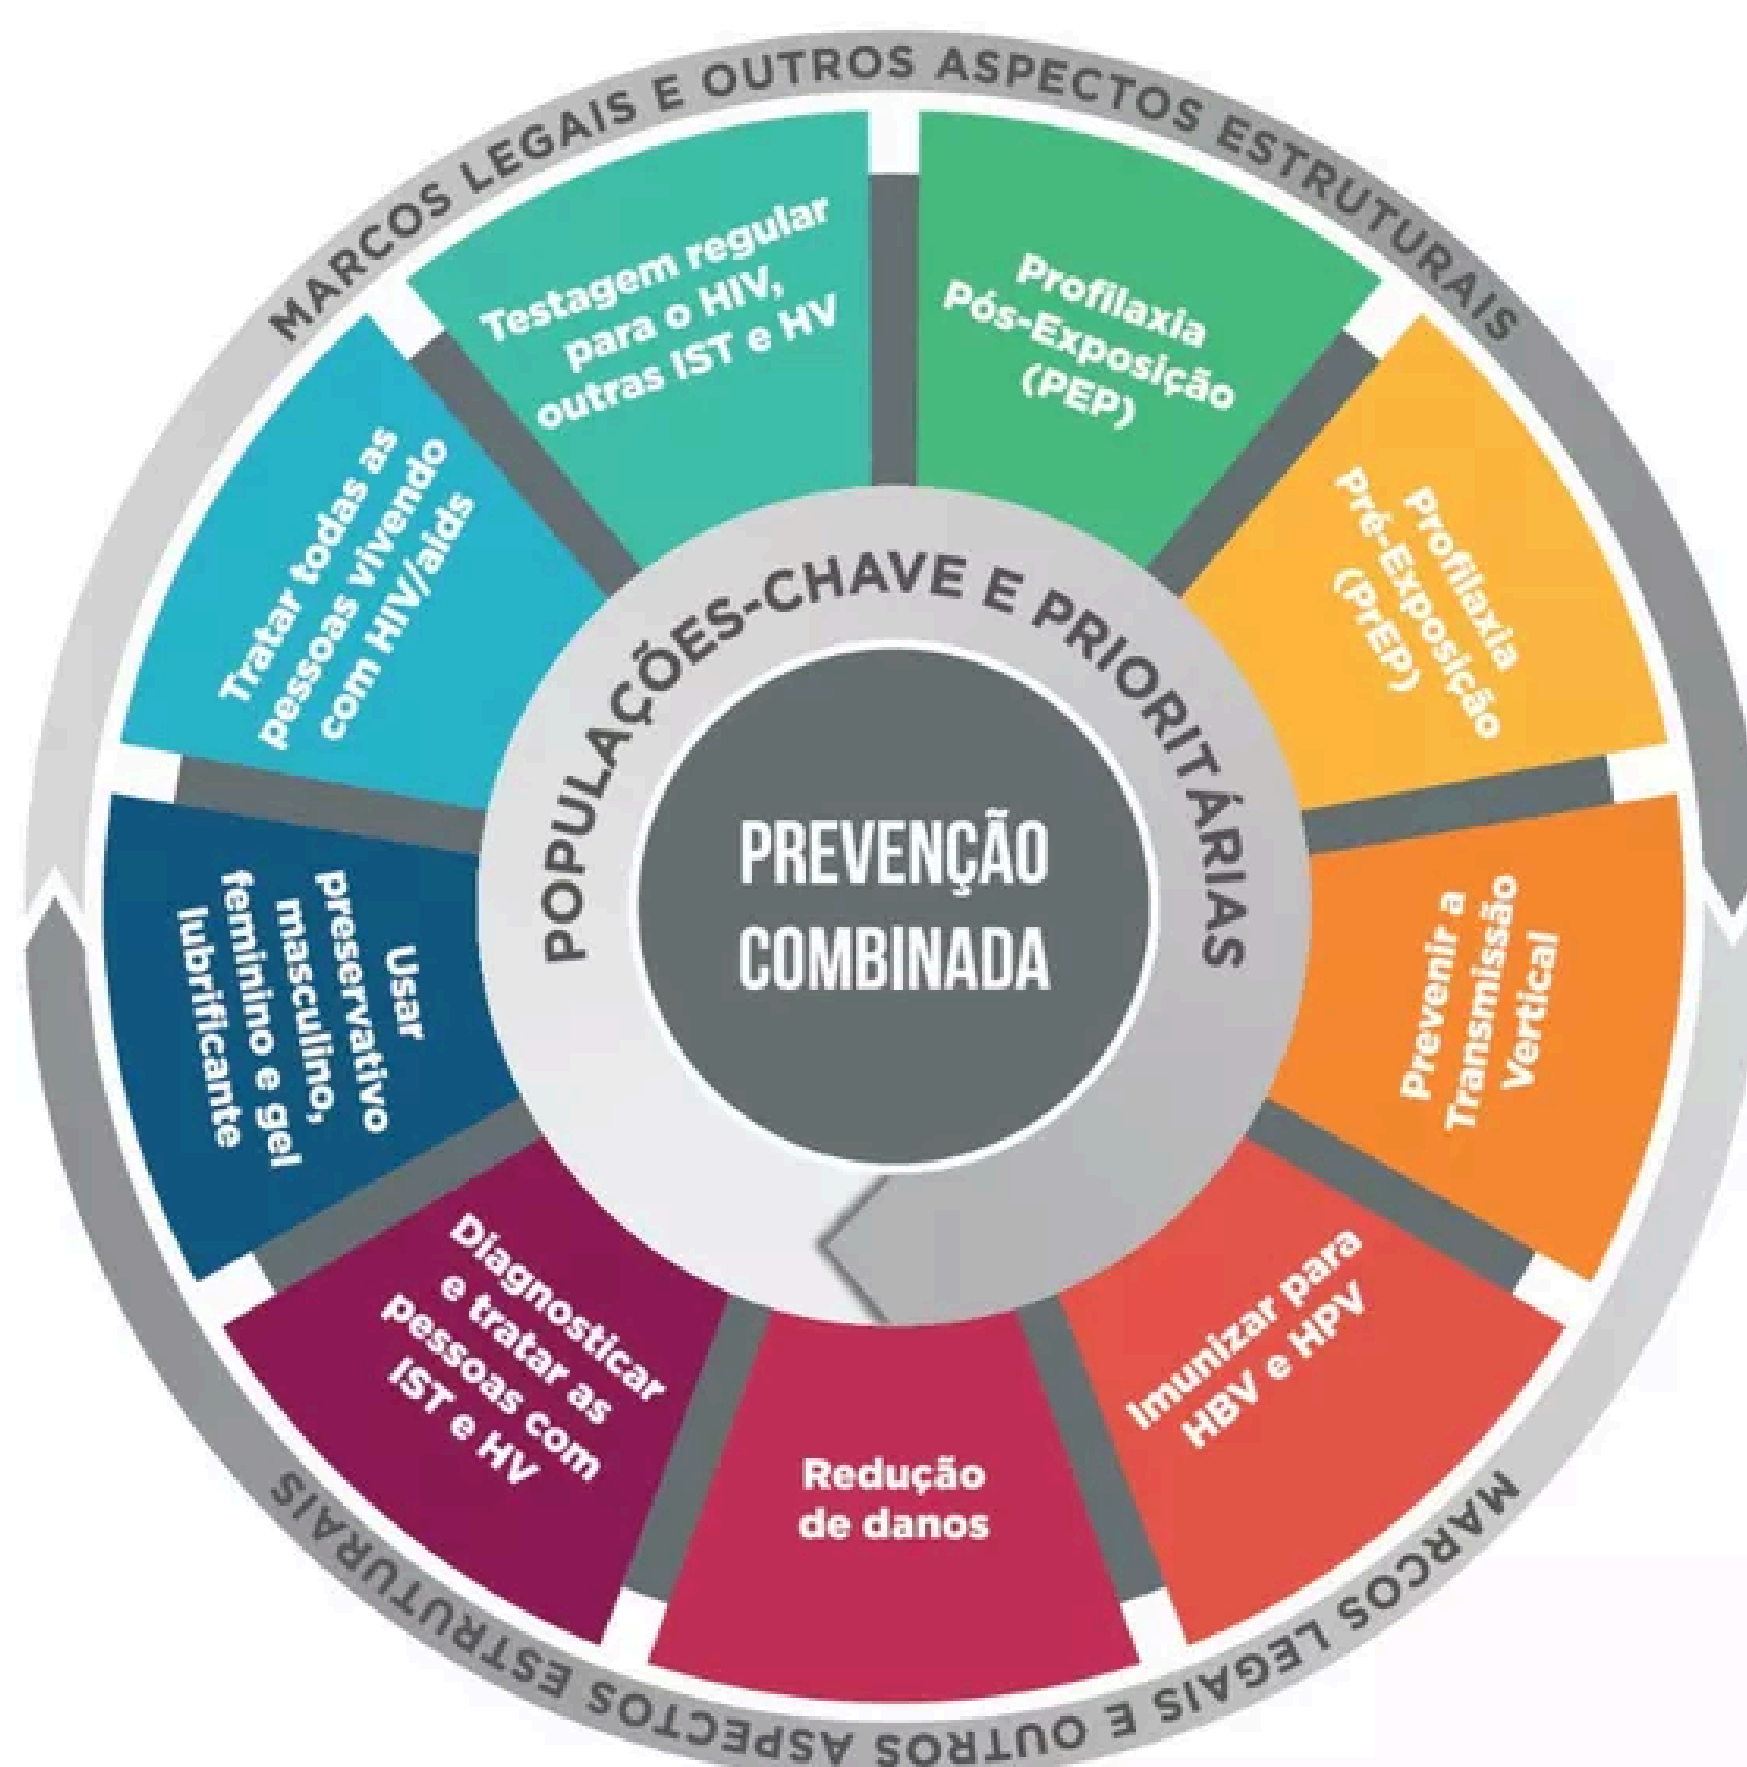 MARCOS LEGAIS E OUTROS ASPECTOS ESTRUTURAIS
Testagem regular
para o HIV,
outras IST e HV
Profilaxia
Pós-Exposição
(PEP)
Profilaxia
Pré-Exposição
(PrEP)
Prevenir a
Transmissão
Vertical
Imunizar para
HBV e HPV
Redução
de danos
Diagnosticar
e tratar as
pessoas com
IST e HV
Usar
preservativo
masculino,
feminino e gel
lubrificante
Tratar todas as
pessoas vivendo
com HIV/aids
POPULAÇÕES-CHAVE E PRIORITÁRIAS
PREVENÇÃO
COMBINADA
MARCOS LEGAIS E OUTROS ASPECTOS ESTRUTURAIS